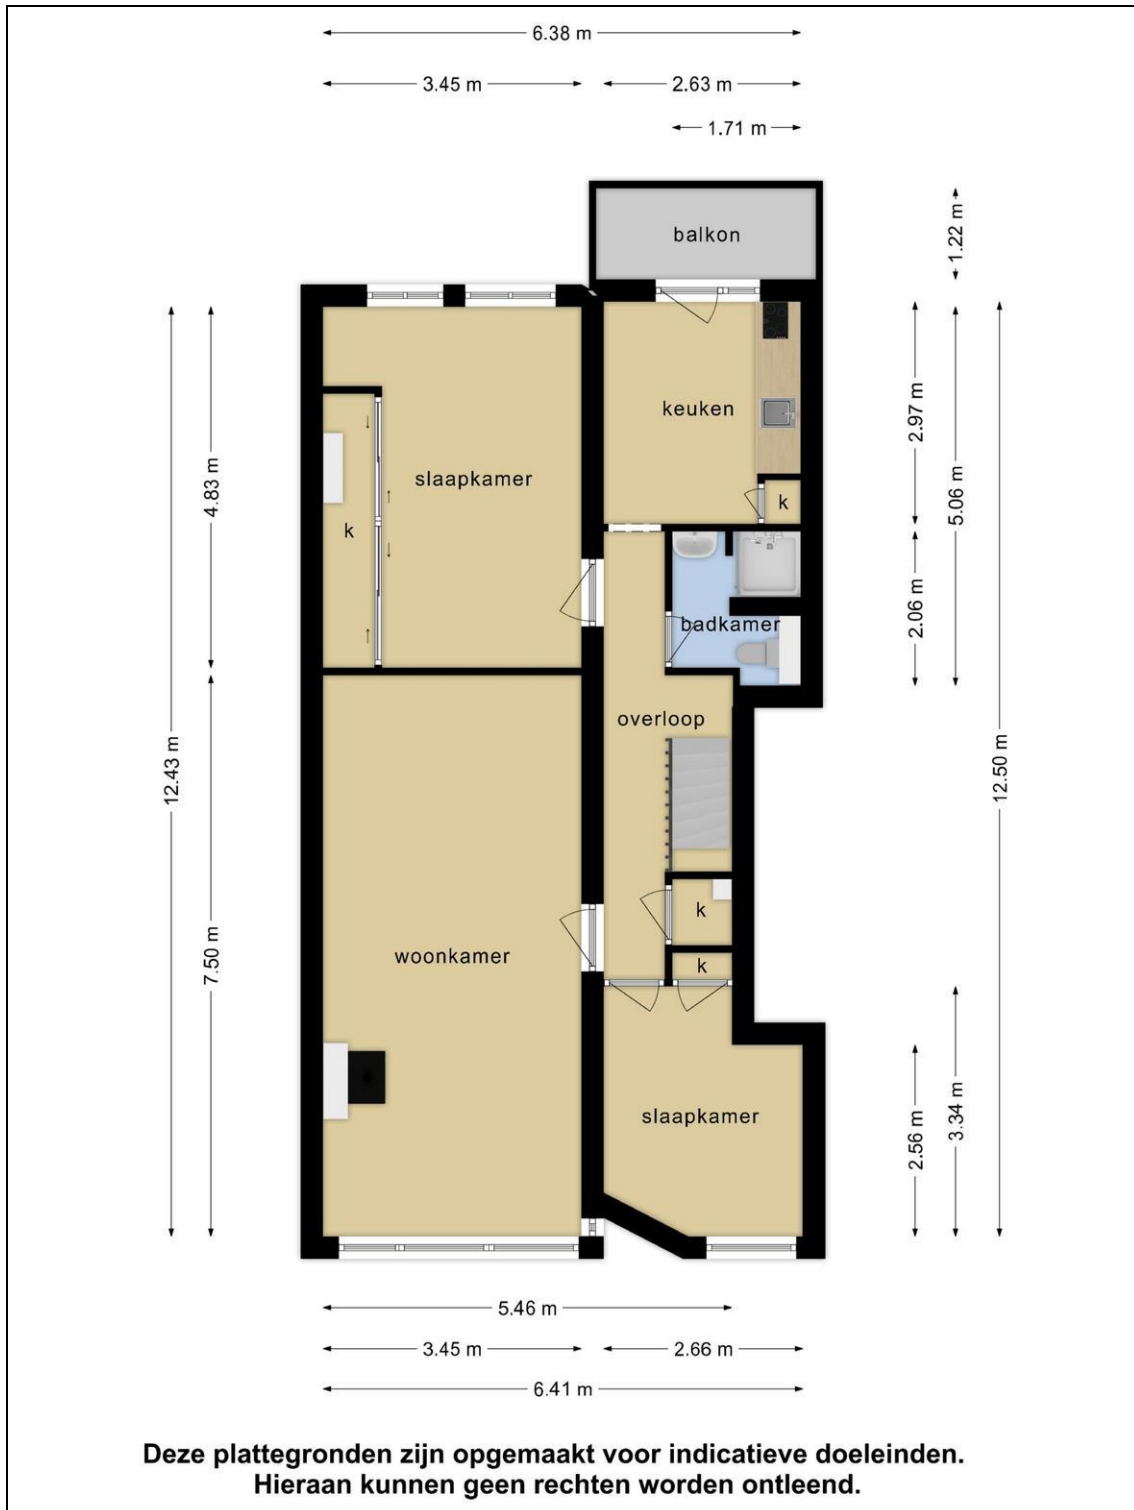 6.38 m
3.45 m
2.63 m
1.71 m
balkon
1.22 m
keuken
2.97 m
slaapkamer
4.83 m
5.06 m
k
k
badkamer
2.06 m
overloop
12.43 m
12.50 m
k
7.50 m
woonkamer
k
slaapkamer
2.56 m
3.34 m
5.46 m
3.45 m
2.66 m
6.41 m
Deze plattegronden zijn opgemaakt voor indicatieve doeleinden.
Hieraan kunnen geen rechten worden ontleend.